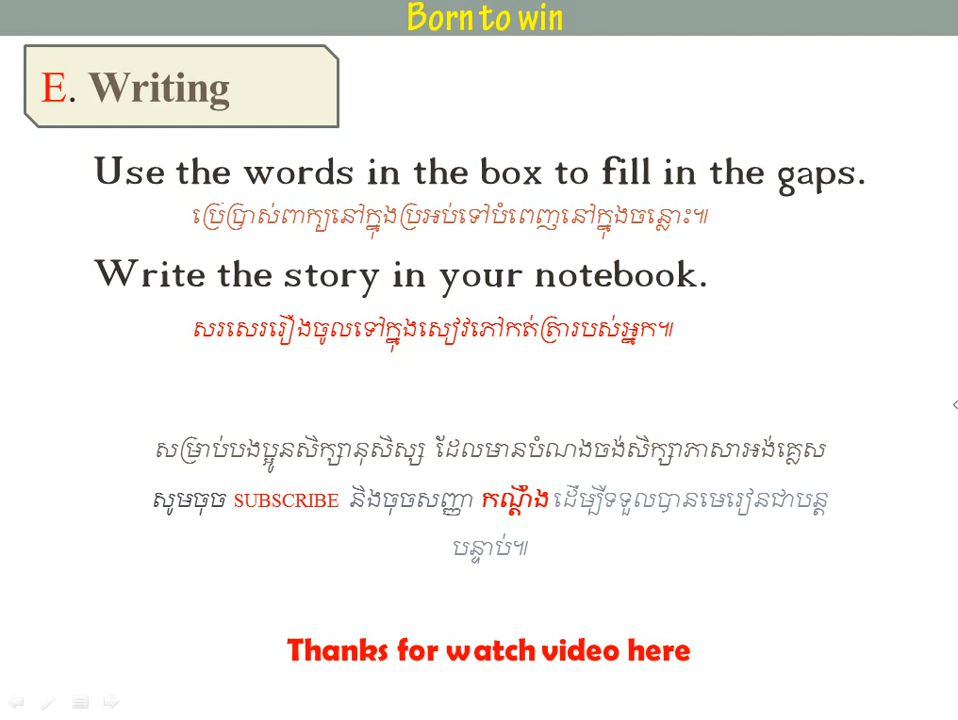 Born to win
E. Writing
Use the words in the box to fill in the gaps.
ប្រើប្រាស់ពាក្យនៅក្នុងប្រអប់ទៅបំពេញនៅក្នុងចន្លោះ៕
Write the story in your notebook.
សរសេររឿងចូលទៅក្នុងសៀវភៅកត់ត្រារបស់អ្នក៕
សម្រាប់បងប្អូនសិក្សានុសិស្ស ដែលមានបំណងចង់សិក្សាភាសាអង់គ្លេស
សូមចុច SUBSCRIBE និងចុចសញ្ញា កណ្ដឹង ដើម្បីទទួលបានមេរៀនជាបន្ត
បន្ទាប់៕
Thanks for watch video here